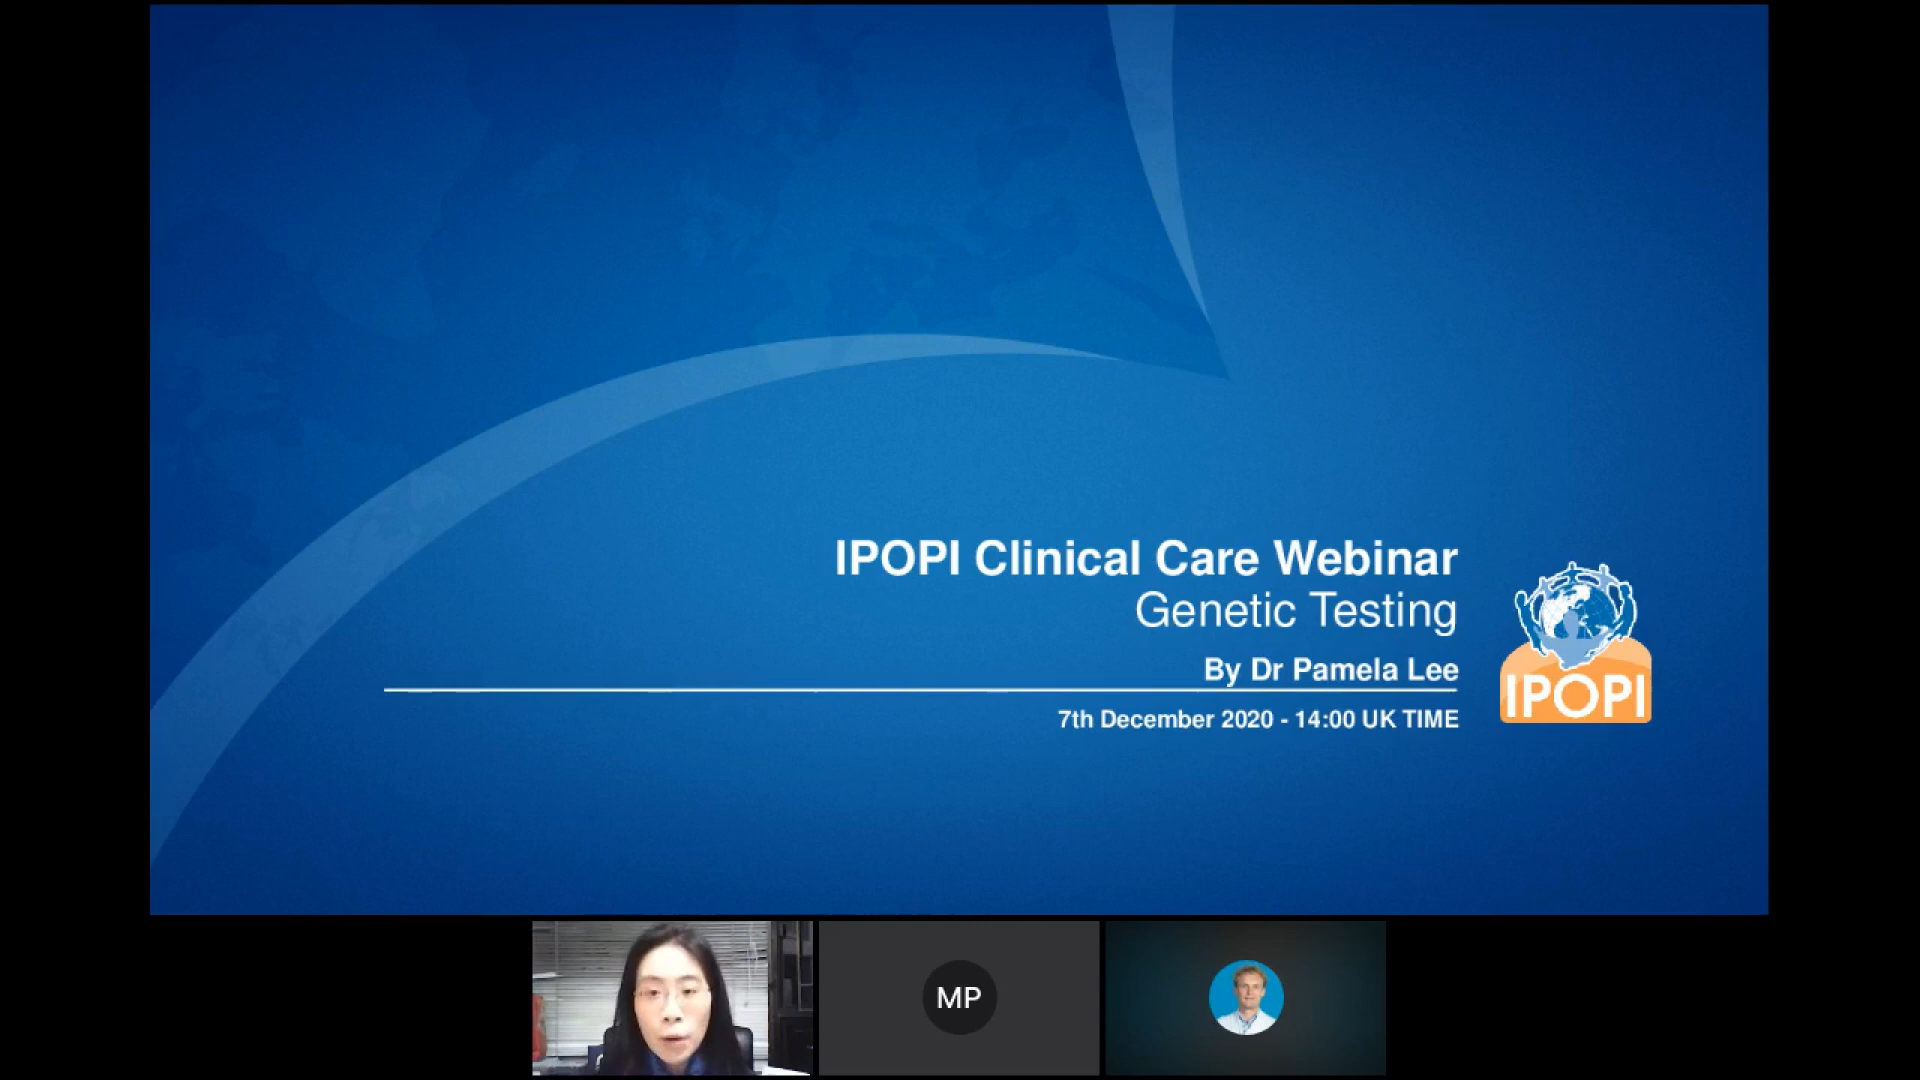 IPOPI Clinical Care Webinar
Genetic Testing
By Dr Pamela Lee
7th December 2020 - 14:00 UK TIME
IPOPI
MP